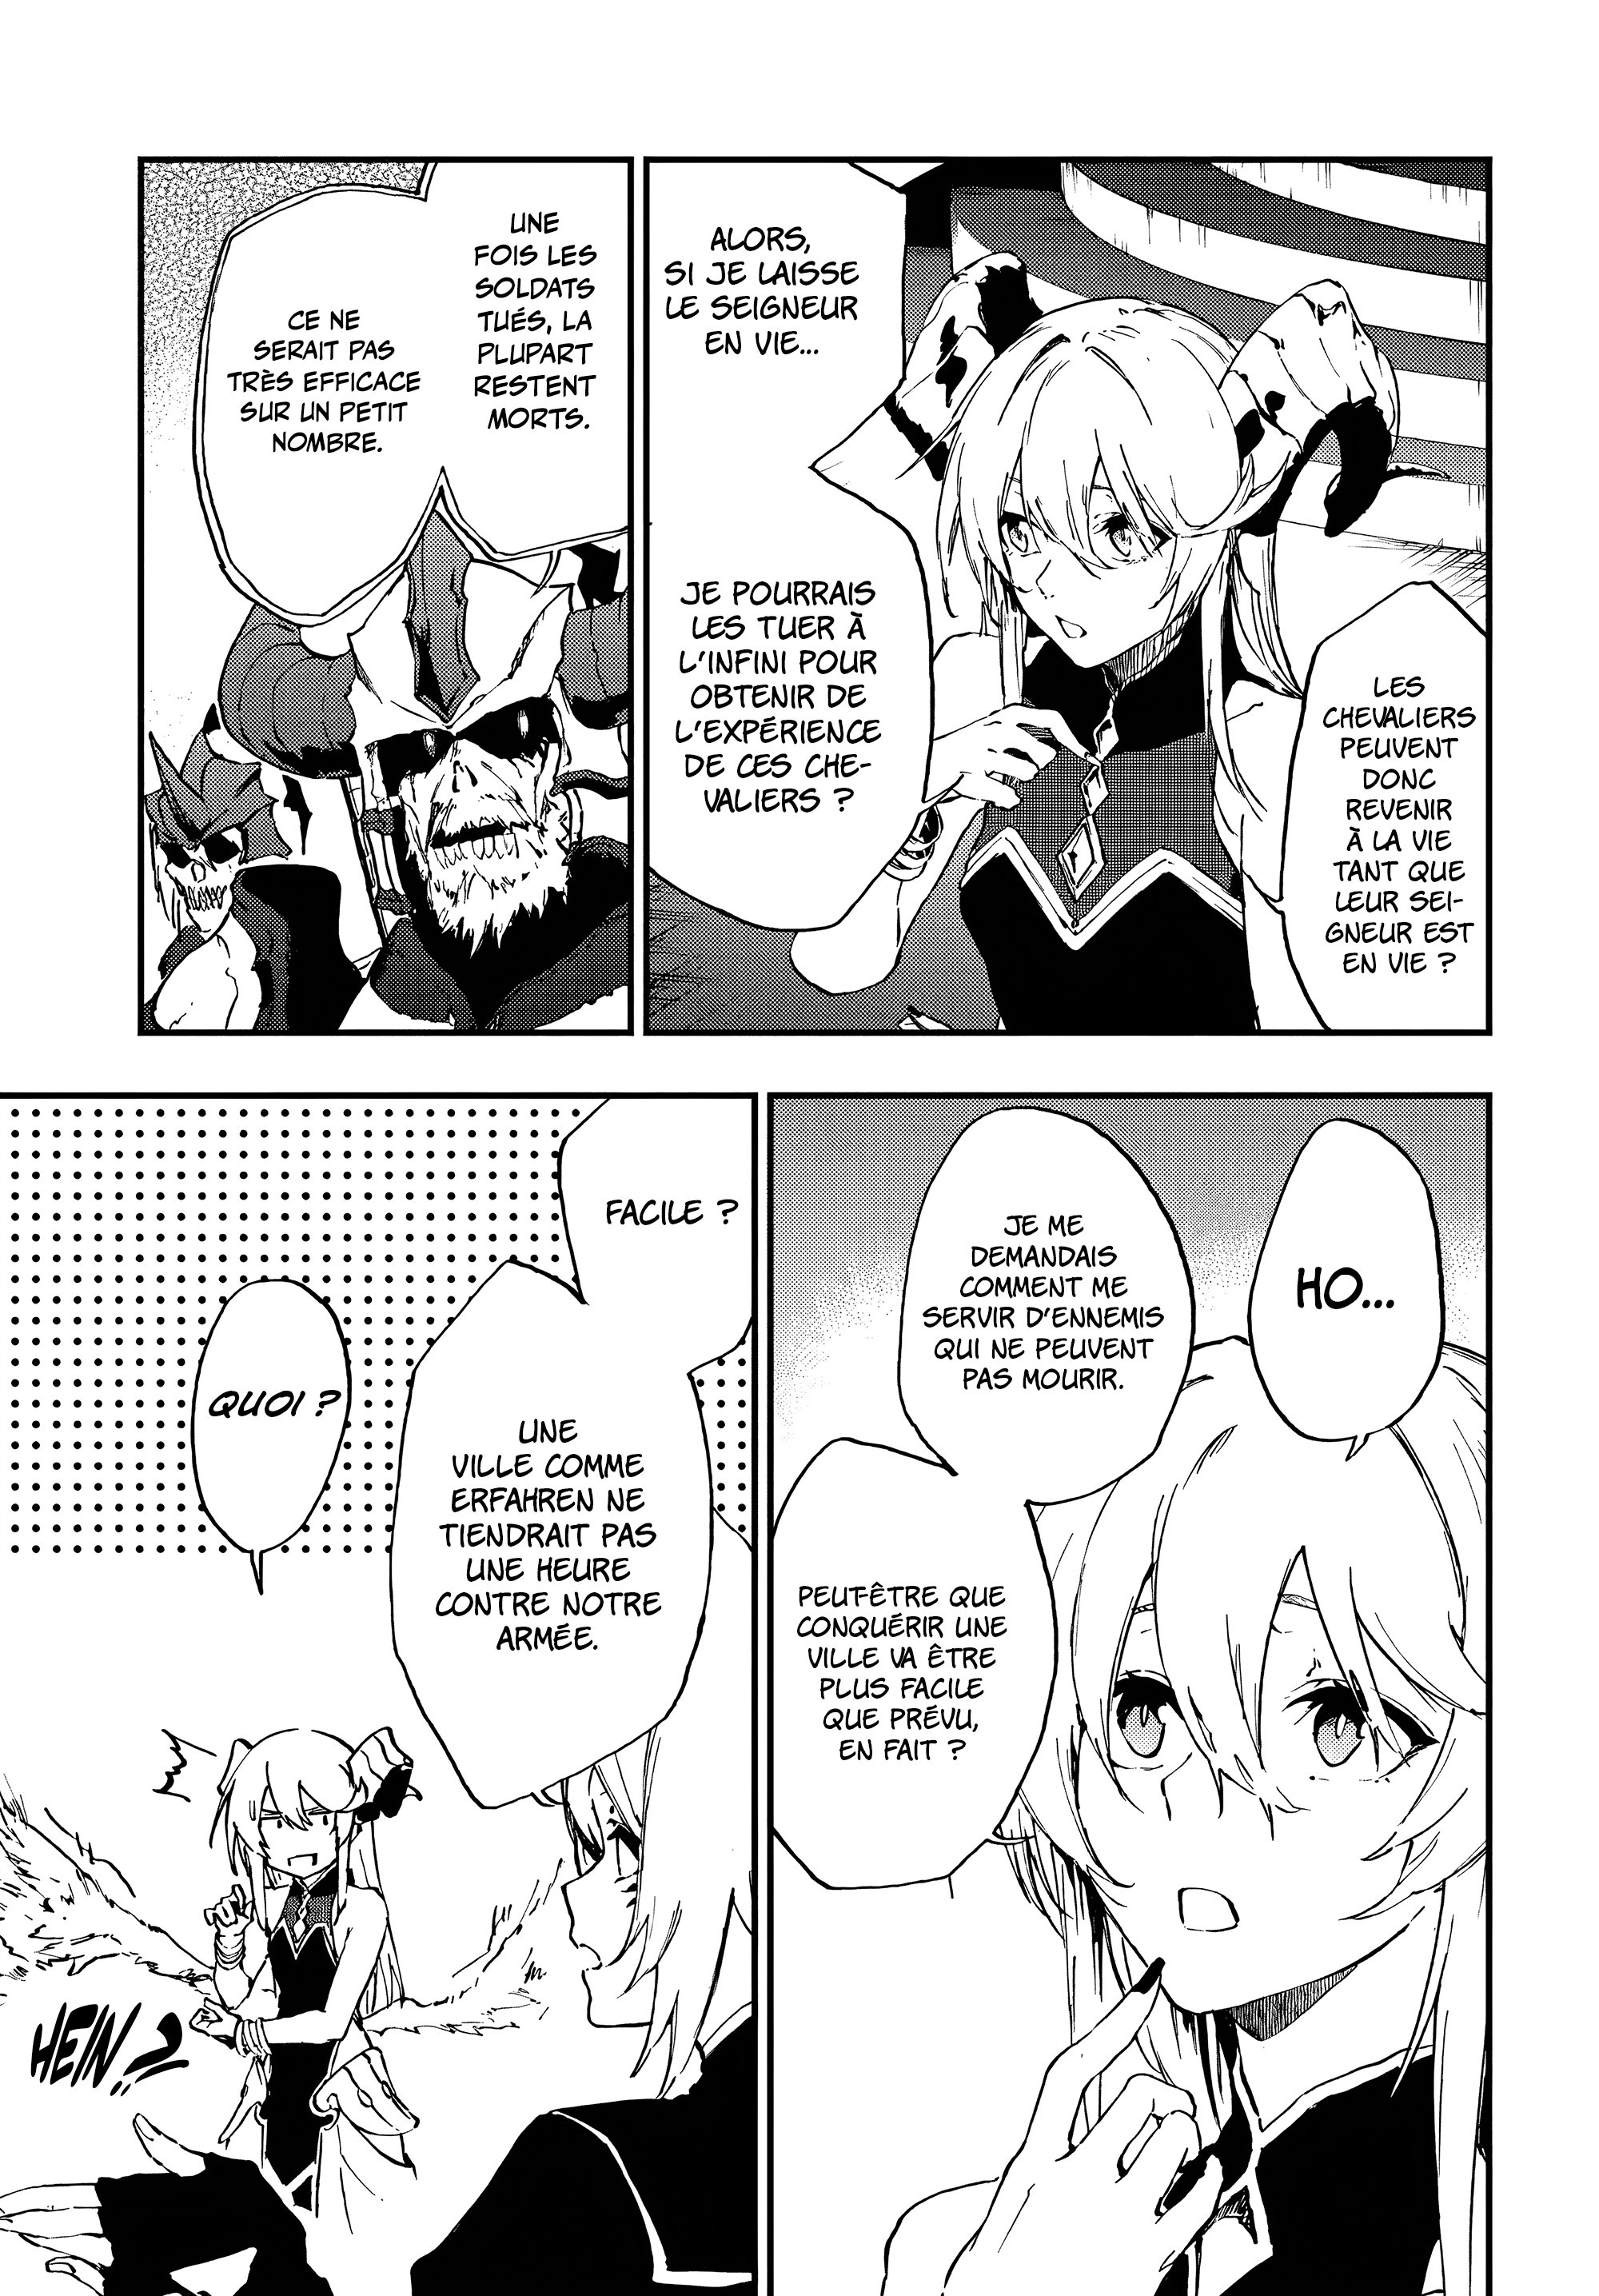 LES
CHEVALIERS
PEUVENT
DONC
REVENIR
À LA VIE
TANT QUE
LEUR SEI-
GNEUR EST
EN VIE ?
ALORS,
SI JE LAISSE
LE SEIGNEUR
EN VIE...
JE POURRAIS
LES TUER À
L'INFINI POUR
OBTENIR DE
L'EXPÉRIENCE
DE CES CHE-
VALIERS ?
UNE
FOIS LES
SOLDATS
TUÉS, LA
PLUPART
RESTENT
MORTS.
CE NE
SERAIT PAS
TRÈS EFFICACE
SUR UN PETIT
NOMBRE.
HO...
JE ME
DEMANDAIS
COMMENT ME
SERVIR D'ENNEMIS
QUI NE PEUVENT
PAS MOURIR.
PEUT-ÊTRE QUE
CONQUÉRIR UNE
VILLE VA ÊTRE
PLUS FACILE
QUE PRÉVU,
EN FAIT ?
FACILE ?
UNE
VILLE COMME
ERFAHREN NE
TIENDRAIT PAS
UNE HEURE
CONTRE NOTRE
ARMÉE.
QUOI ?
HEIN..?